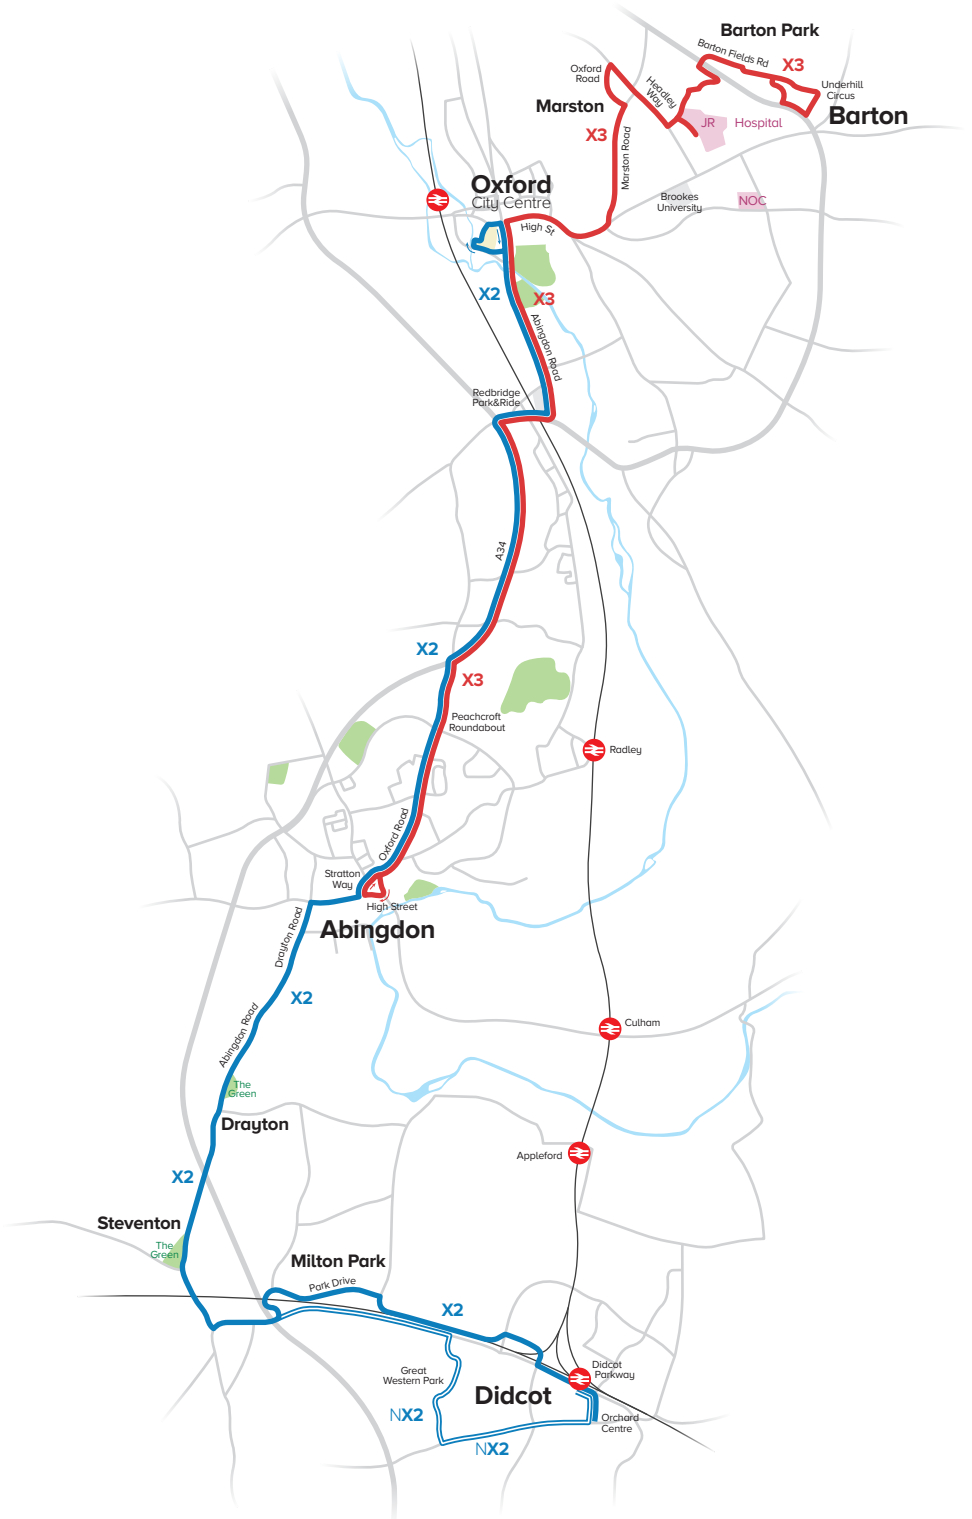 Barton Park
Barton Fields Rd
X3
Oxford
Road
Headley
Way
Underhill
Circus
Marston
Barton
X3
JR
Hospital
Marston Road
Oxford
City Centre
Brookes
University
NOC
High St
X2
X3
Abingdon Road
Redbridge
Park&Ride
A34
X2
X3
Peachcroft
Roundabout
Radley
Oxford Road
Stratton
Way
High Street
Abingdon
Drayton Road
X2
Abingdon Road
Culham
The
Green
Drayton
Appleford
X2
Steventon
The
Green
Milton Park
Park Drive
X2
Great
Western Park
Didcot
Parkway
Didcot
NX2
Orchard
Centre
NX2